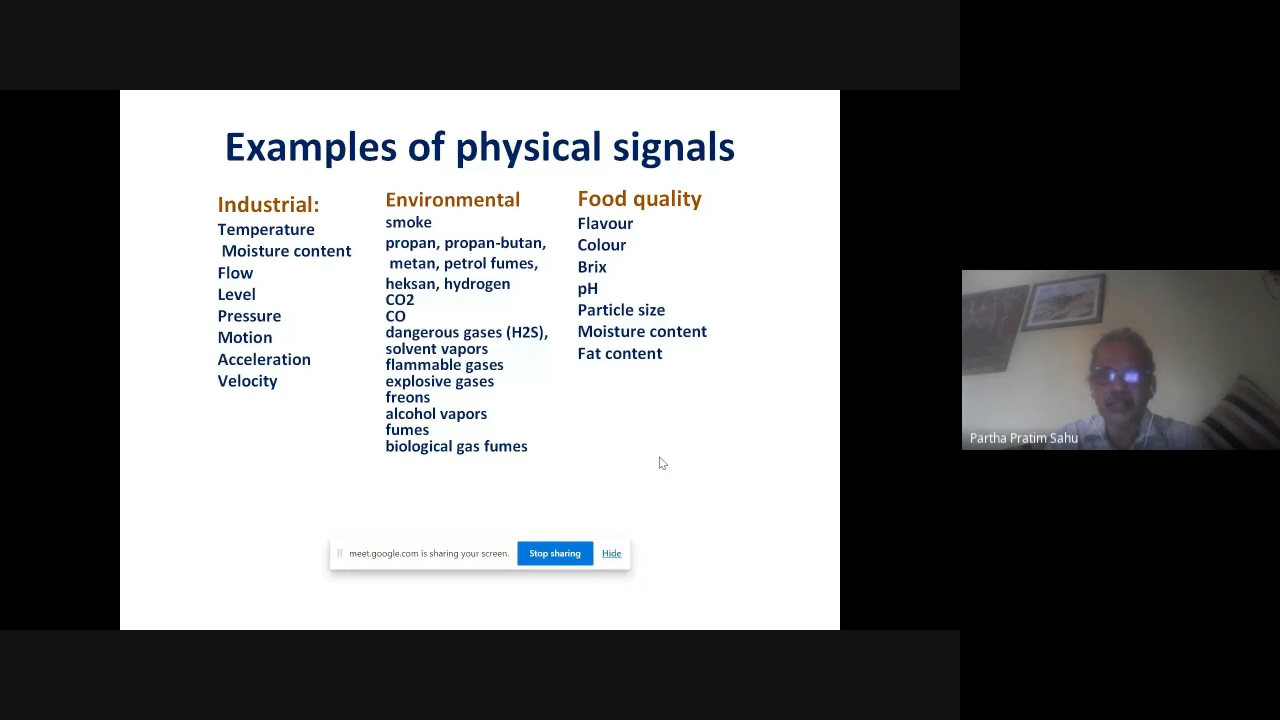 Examples of physical signals
Industrial:
Temperature
Moisture content
Flow
Level
Pressure
Motion
Acceleration
Velocity
Environmental
smoke
propan, propan-butan,
metan, petrol fumes,
heksan, hydrogen
CO2
CO
dangerous gases (H2S),
solvent vapors
flammable gases
explosive gases
freons
alcohol vapors
fumes
biological gas fumes
Food quality
Flavour
Colour
Brix
pH
Particle size
Moisture content
Fat content
meet.google.com is sharing your screen. Stop sharing Hide
Partha Pratim Sahu